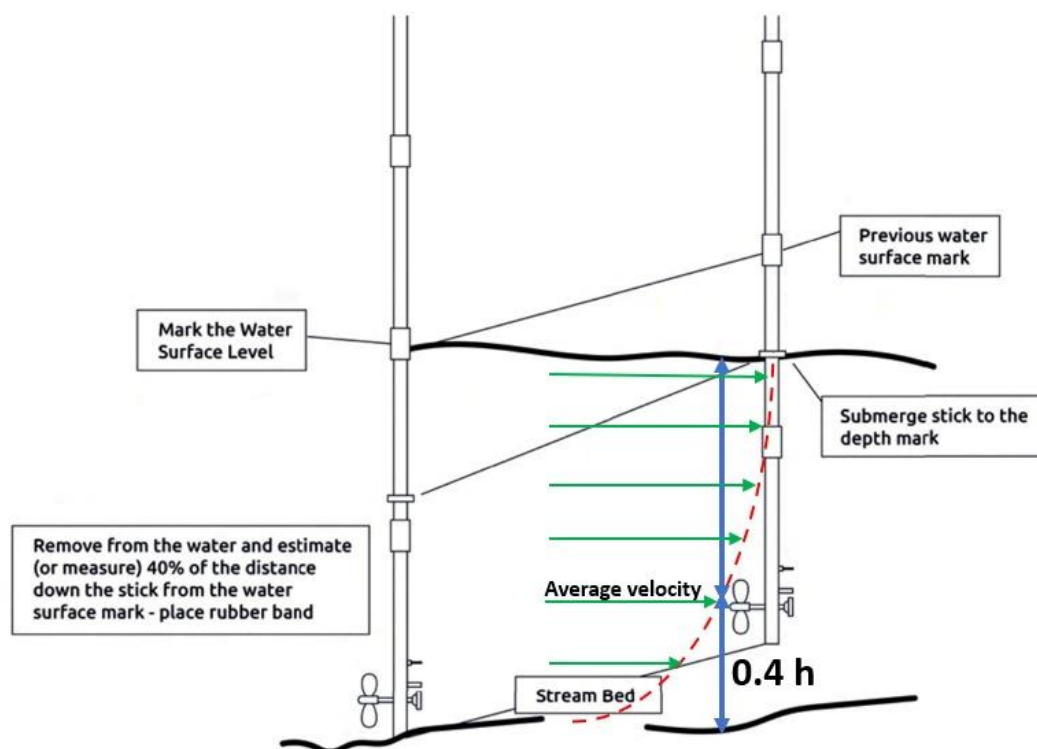 Previous water
surface mark
Mark the Water
Surface Level
Submerge stick to the
depth mark
Remove from the water and estimate
(or measure) 40% of the distance
down the stick from the water
surface mark - place rubber band
Average velocity
0.4 h
Stream Bed